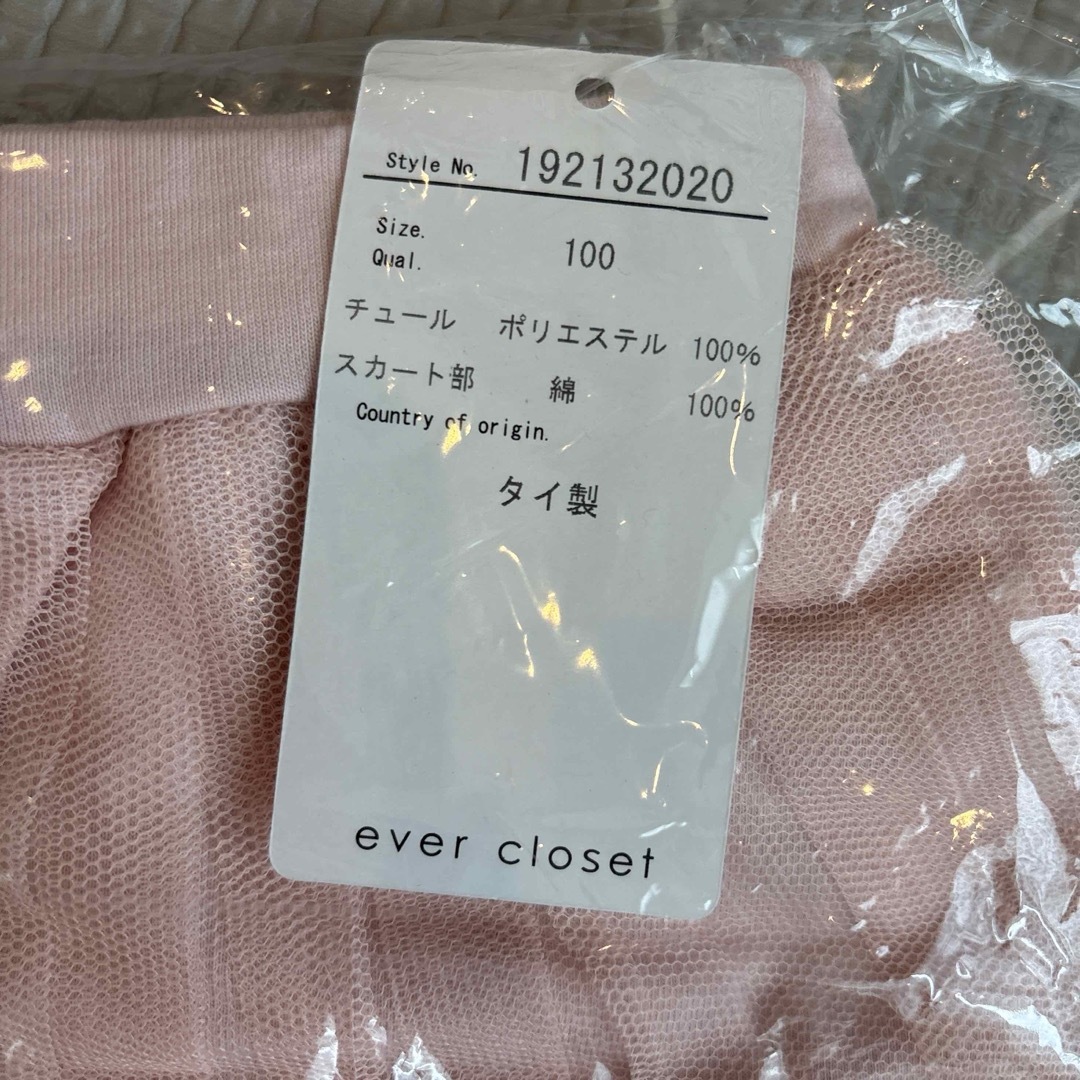 Style No. 192132020
Size. 100
Qual.
チュール ポリエステル 100%
スカート部 綿 100%
Country of origin.
タイ製
ever closet